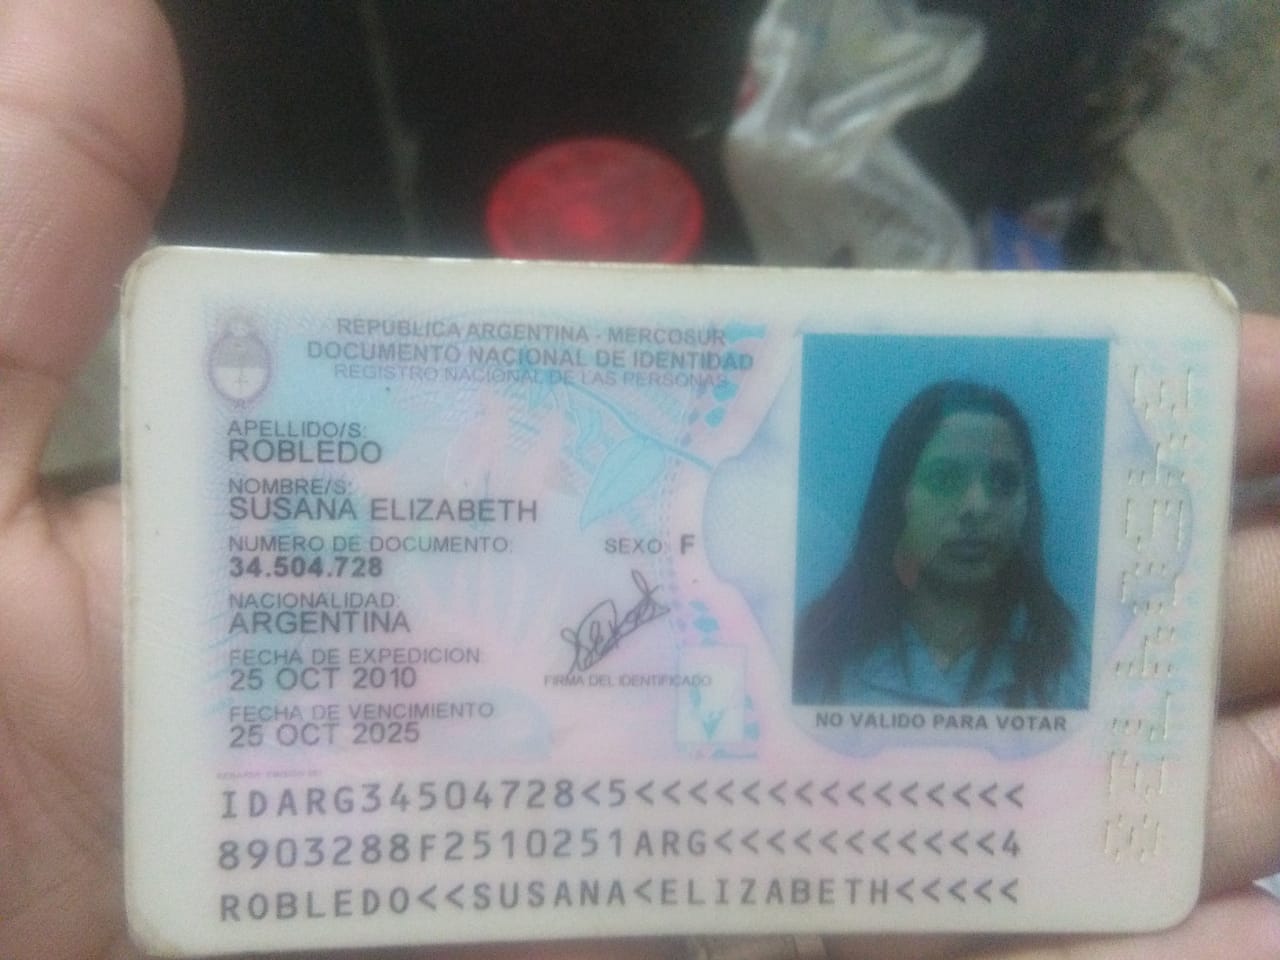 REPUBLICA ARGENTINA - MERCOSUR
DOCUMENTO NACIONAL DE IDENTIDAD
REGISTRO NACIONAL DE LAS PERSONAS
APELLIDO/S:
ROBLEDO
NOMBRE/S:
SUSANA ELIZABETH
NUMERO DE DOCUMENTO:
34.504.728
SEXO: F
NACIONALIDAD:
ARGENTINA
FECHA DE EXPEDICION:
25 OCT 2010
FIRMA DEL IDENTIFICADO
FECHA DE VENCIMIENTO:
25 OCT 2025
NO VALIDO PARA VOTAR
IDARG34504728<5<<<<<<<<<<<<<<<
8903288F2510251ARG<<<<<<<<<<<4
ROBLEDO<<SUSANA<ELIZABETH<<<<<